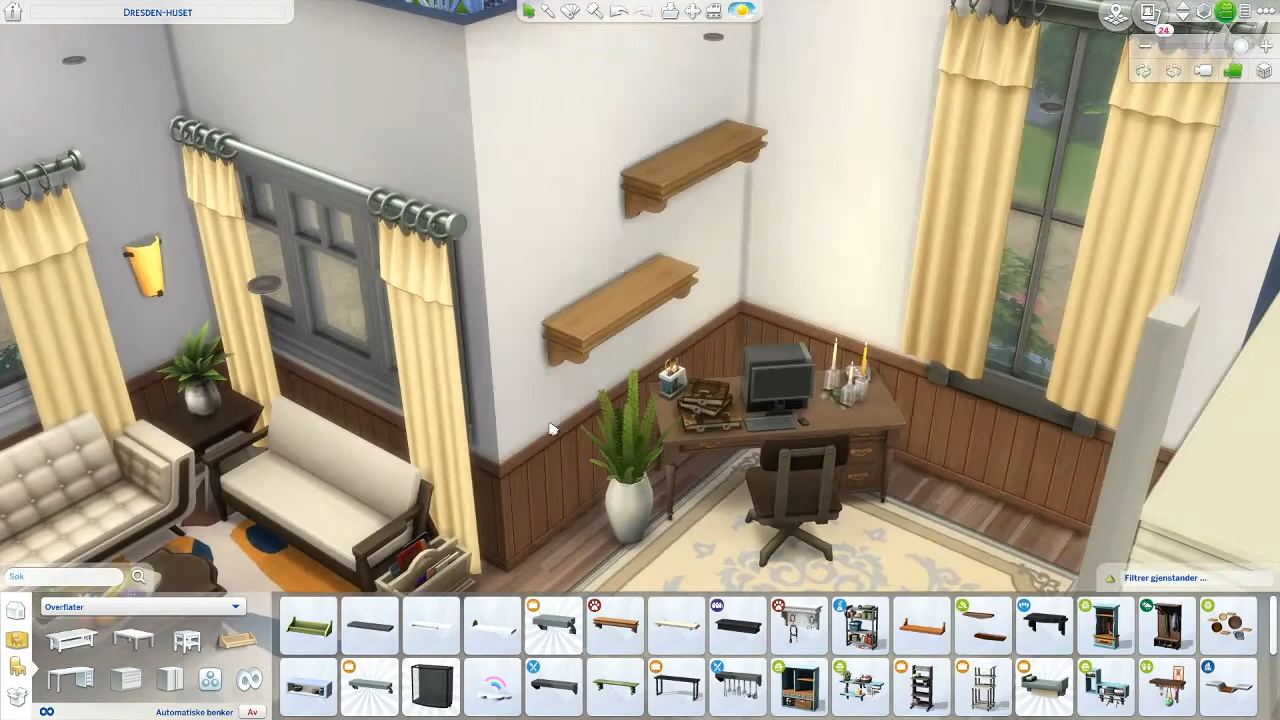 DRESDEN-HUSET
24
Søk
Filtrer gjenstander ...
Overflater
Automatiske benker
Av